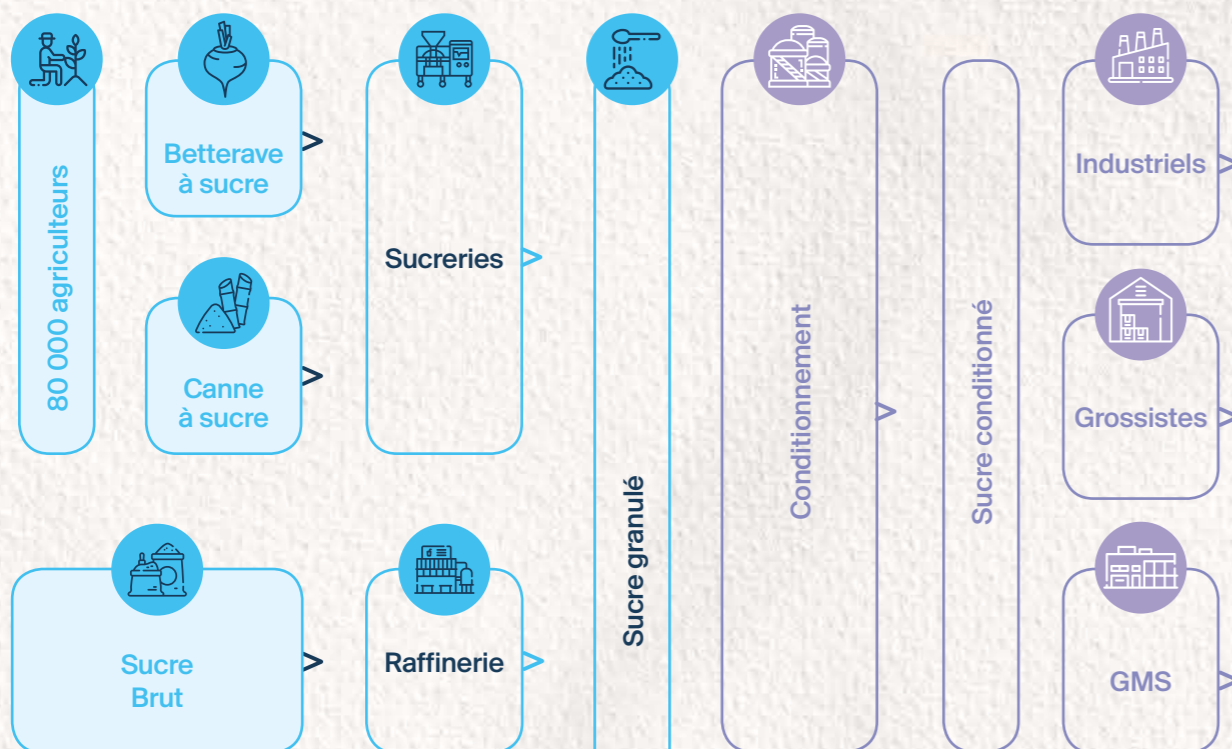 80 000 agriculteurs
Betterave
à sucre
Canne
à sucre
Sucreries
Sucre
Brut
Raffinerie
Sucre granulé
Conditionnement
Sucre conditionné
Industriels
Grossistes
GMS